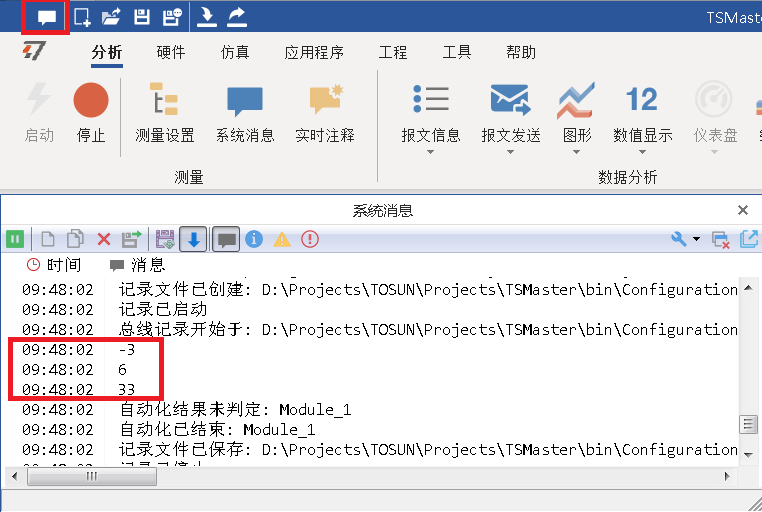 TSMaste
分析 硬件 仿真 应用程序 工程 工具 帮助
12
启动 停止 测量设置 系统消息 实时注释 报文信息 报文发送 图形 数值显示 仪表盘
测量 数据分析
系统消息
时间 消息
09:48:02 记录文件已创建: D:\Projects\TOSUN\Projects\TSMaster\bin\Configuration
09:48:02 记录已启动
09:48:02 总线记录开始于: D:\Projects\TOSUN\Projects\TSMaster\bin\Configuration
09:48:02 -3
09:48:02 6
09:48:02 33
09:48:02 自动化结果未判定: Module_1
09:48:02 自动化已结束: Module_1
09:48:02 记录文件已保存: D:\Projects\TOSUN\Projects\TSMaster\bin\Configuration